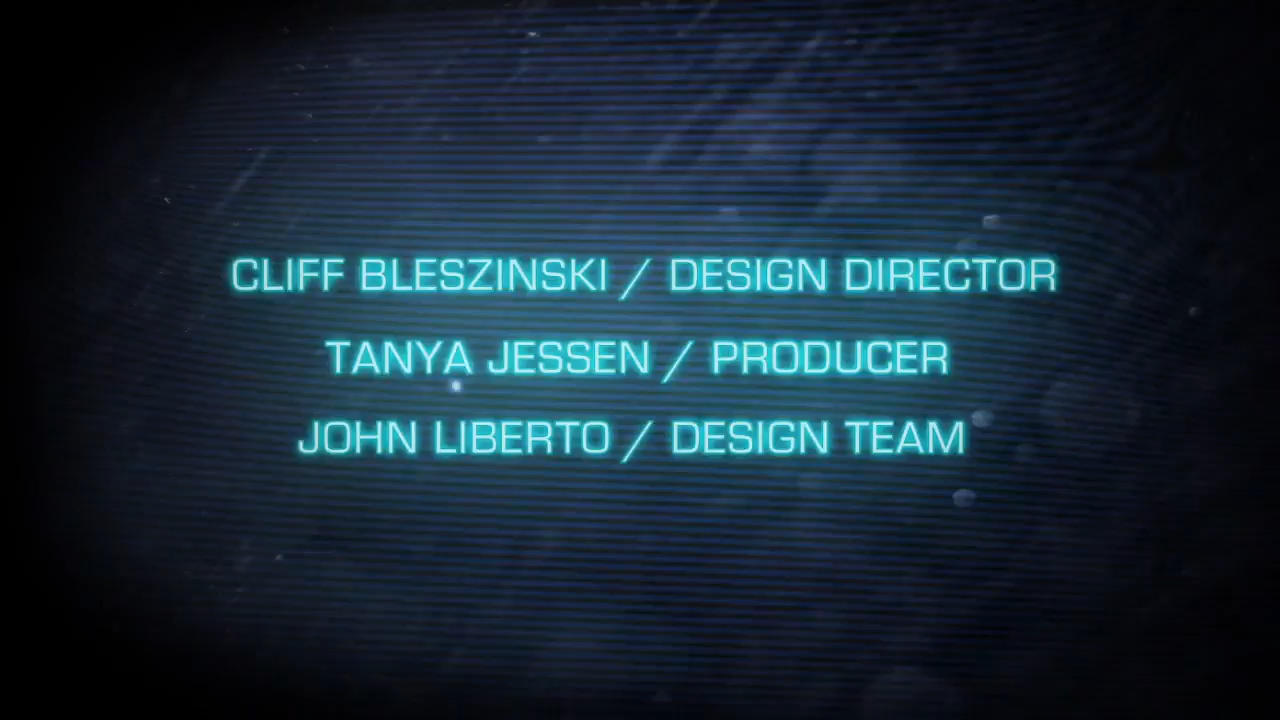 CLIFF BLESZINSKI / DESIGN DIRECTOR
TANYA JESSEN / PRODUCER
JOHN LIBERTO / DESIGN TEAM